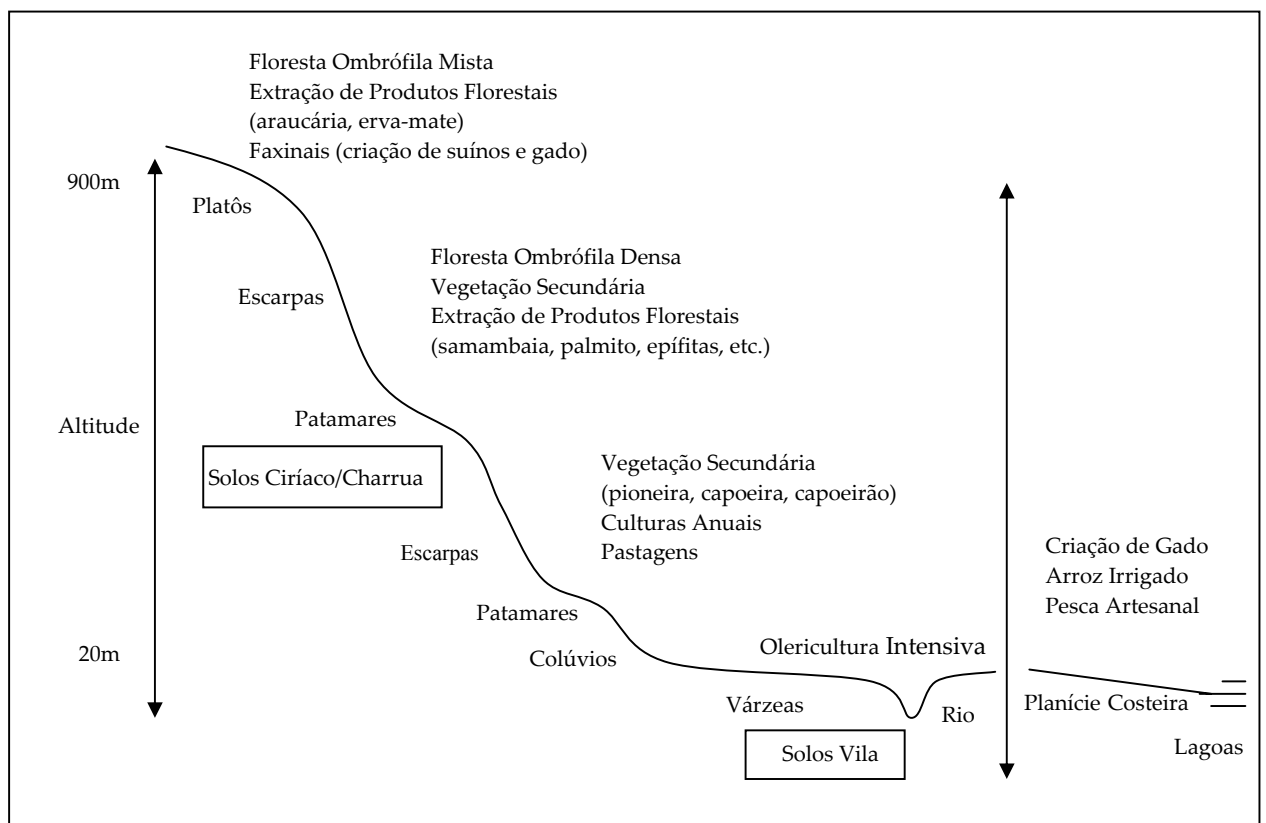 Floresta Ombrófila Mista
Extração de Produtos Florestais
(araucária, erva-mate)
Faxinais (criação de suínos e gado)
900m
Platôs
Floresta Ombrófila Densa
Vegetação Secundária
Extração de Produtos Florestais
(samambaia, palmito, epífitas, etc.)
Escarpas
Altitude
Patamares
Solos Ciríaco/Charrua
Vegetação Secundária
(pioneira, capoeira, capoeirão)
Culturas Anuais
Pastagens
Escarpas
Criação de Gado
Arroz Irrigado
Pesca Artesanal
Patamares
20m
Colúvios
Olericultura Intensiva
Várzeas
Rio
Planície Costeira
Lagoas
Solos Vila